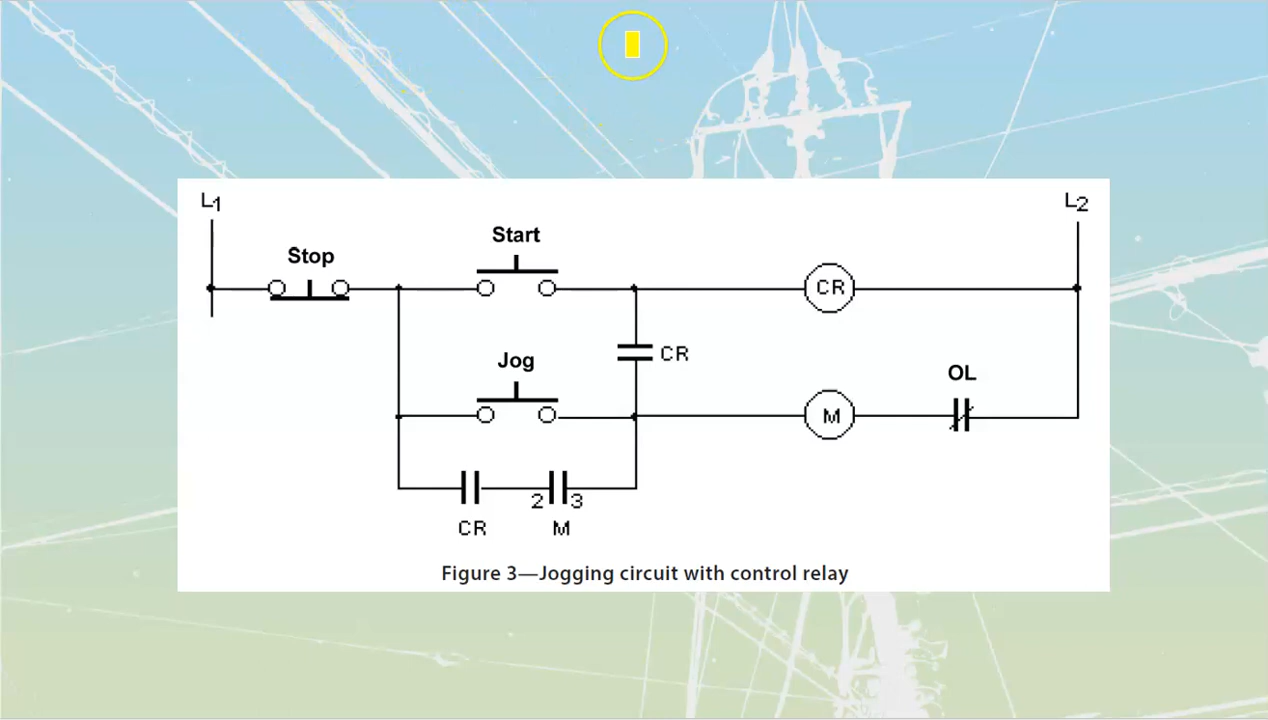 L1
L2
Start
Stop
CR
CR
Jog
OL
M
2 3
CR M
Figure 3—Jogging circuit with control relay